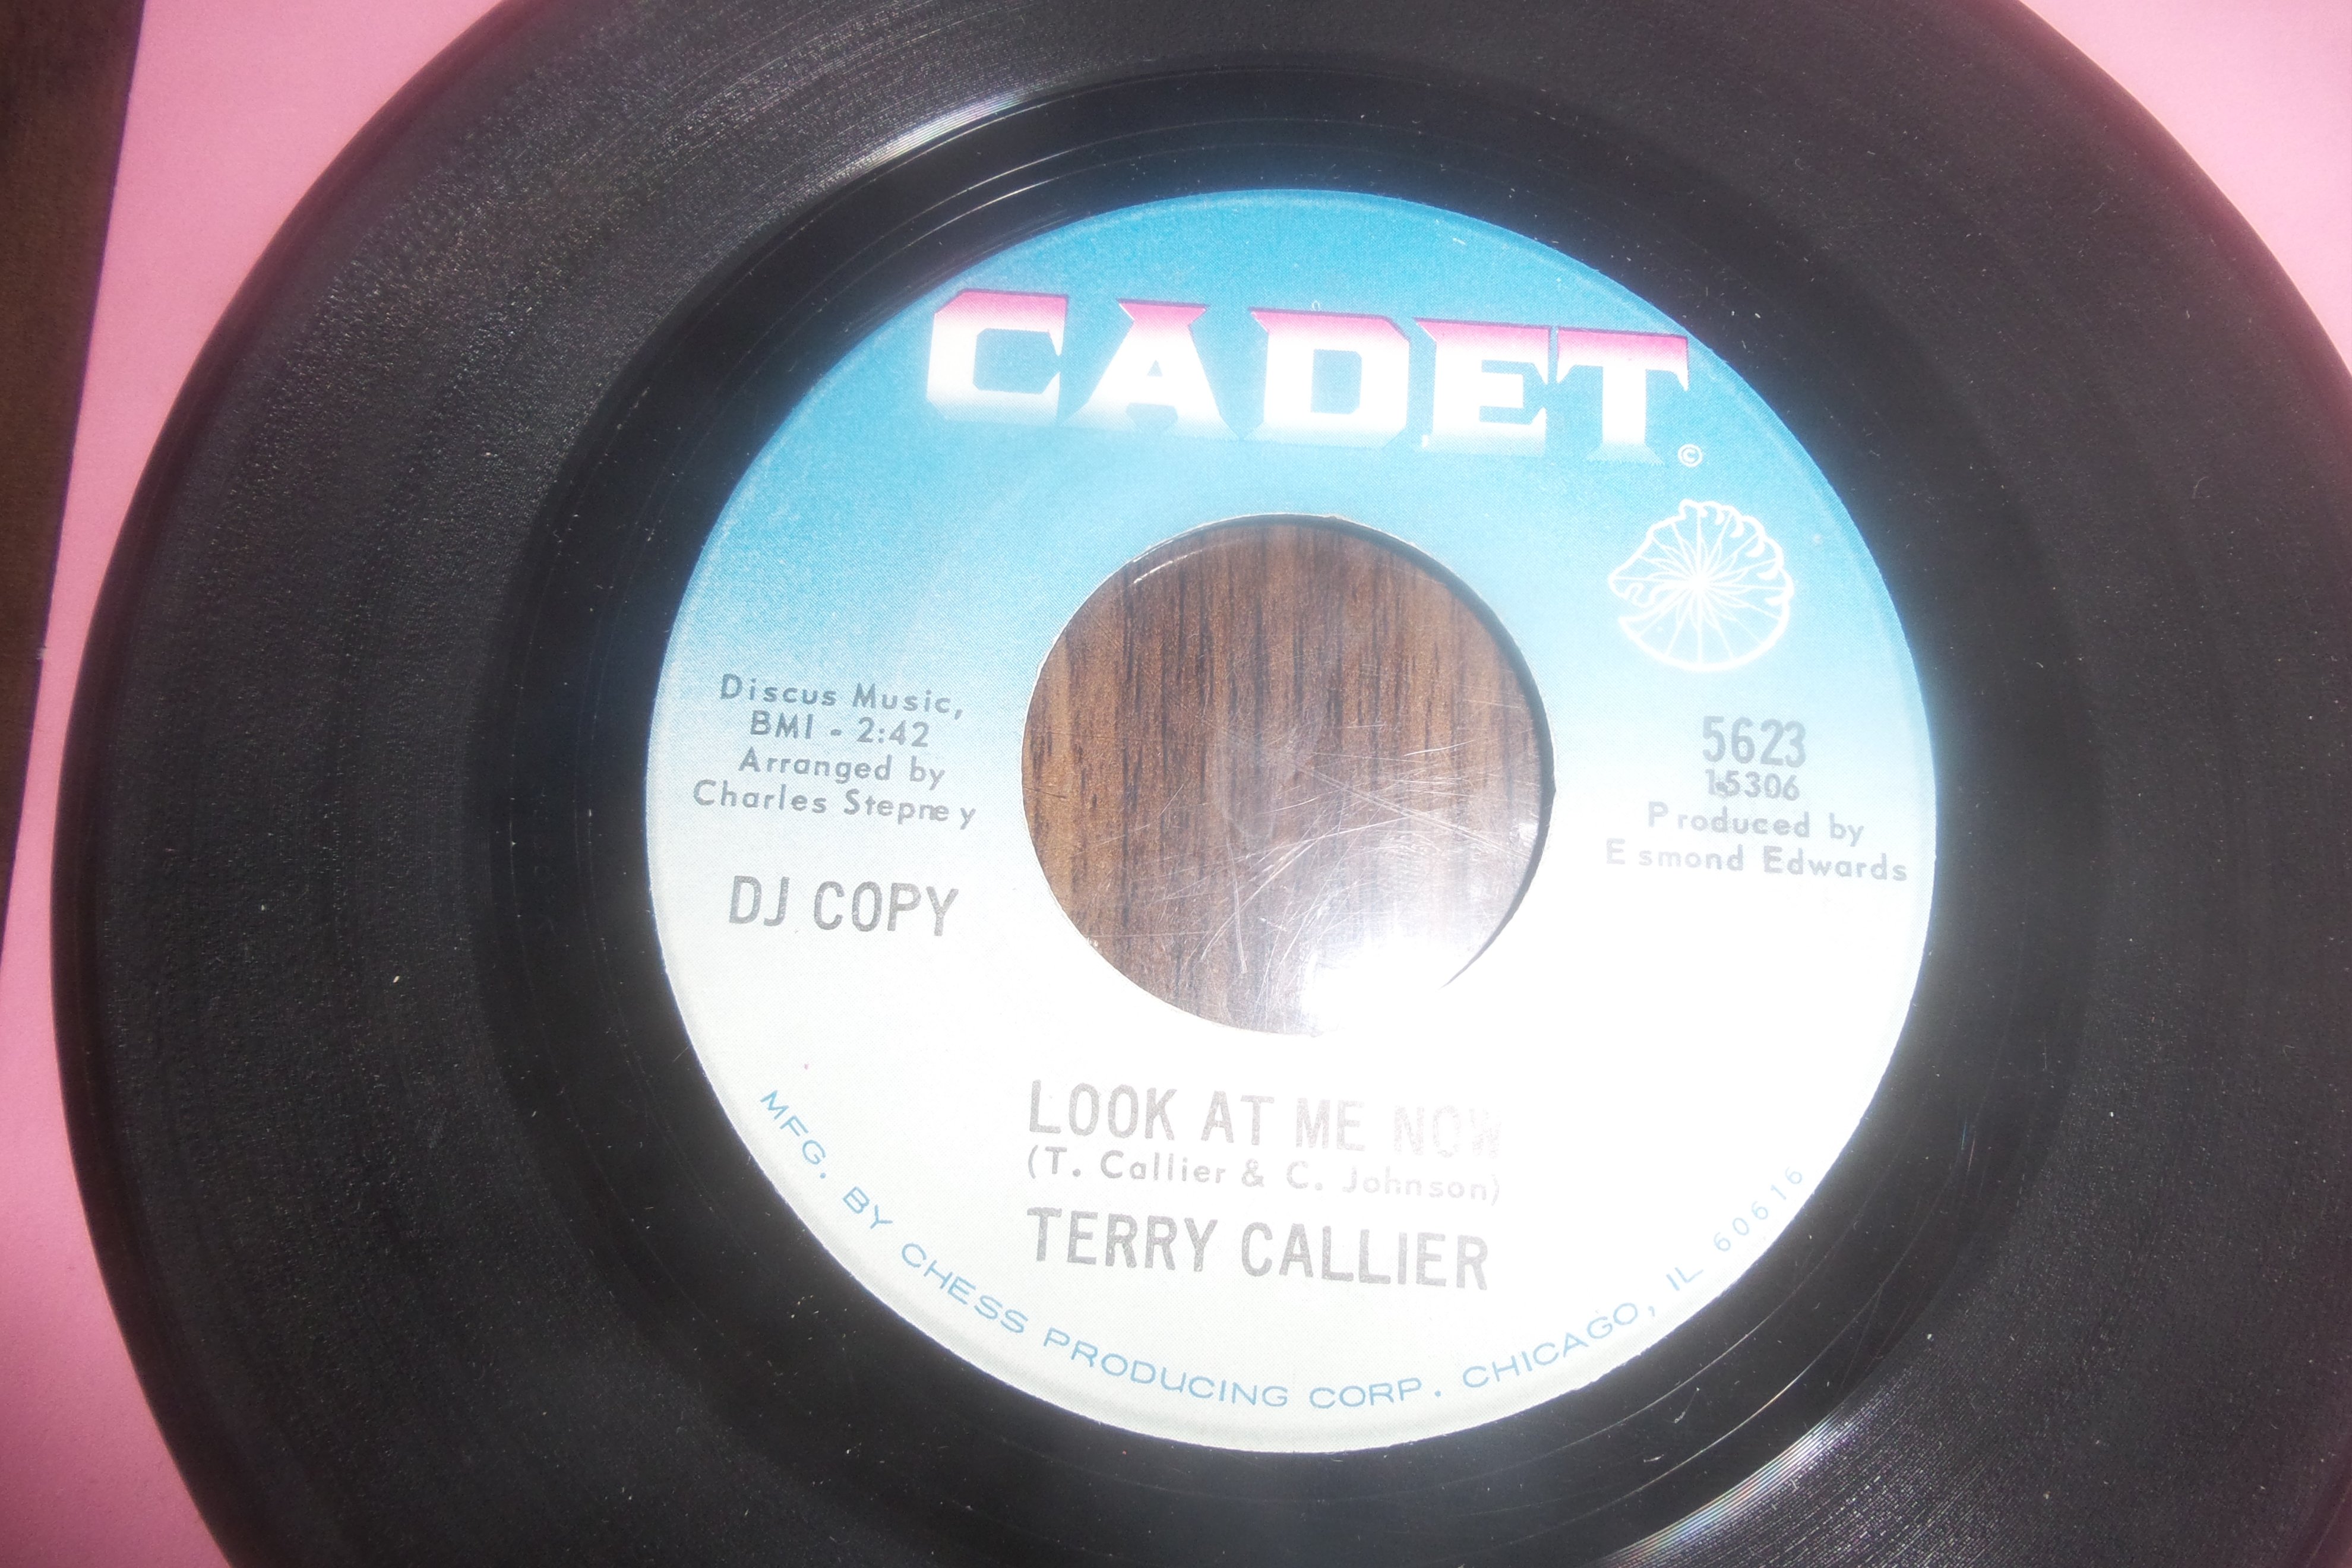 CADET
©
Discus Music,
BMI - 2:42
Arranged by
Charles Stepney
DJ COPY
5623
15306
Produced by
Esmond Edwards
LOOK AT ME NOW
(T. Callier & C. Johnson)
TERRY CALLIER
MFG. BY CHESS PRODUCING CORP. CHICAGO, IL 60616